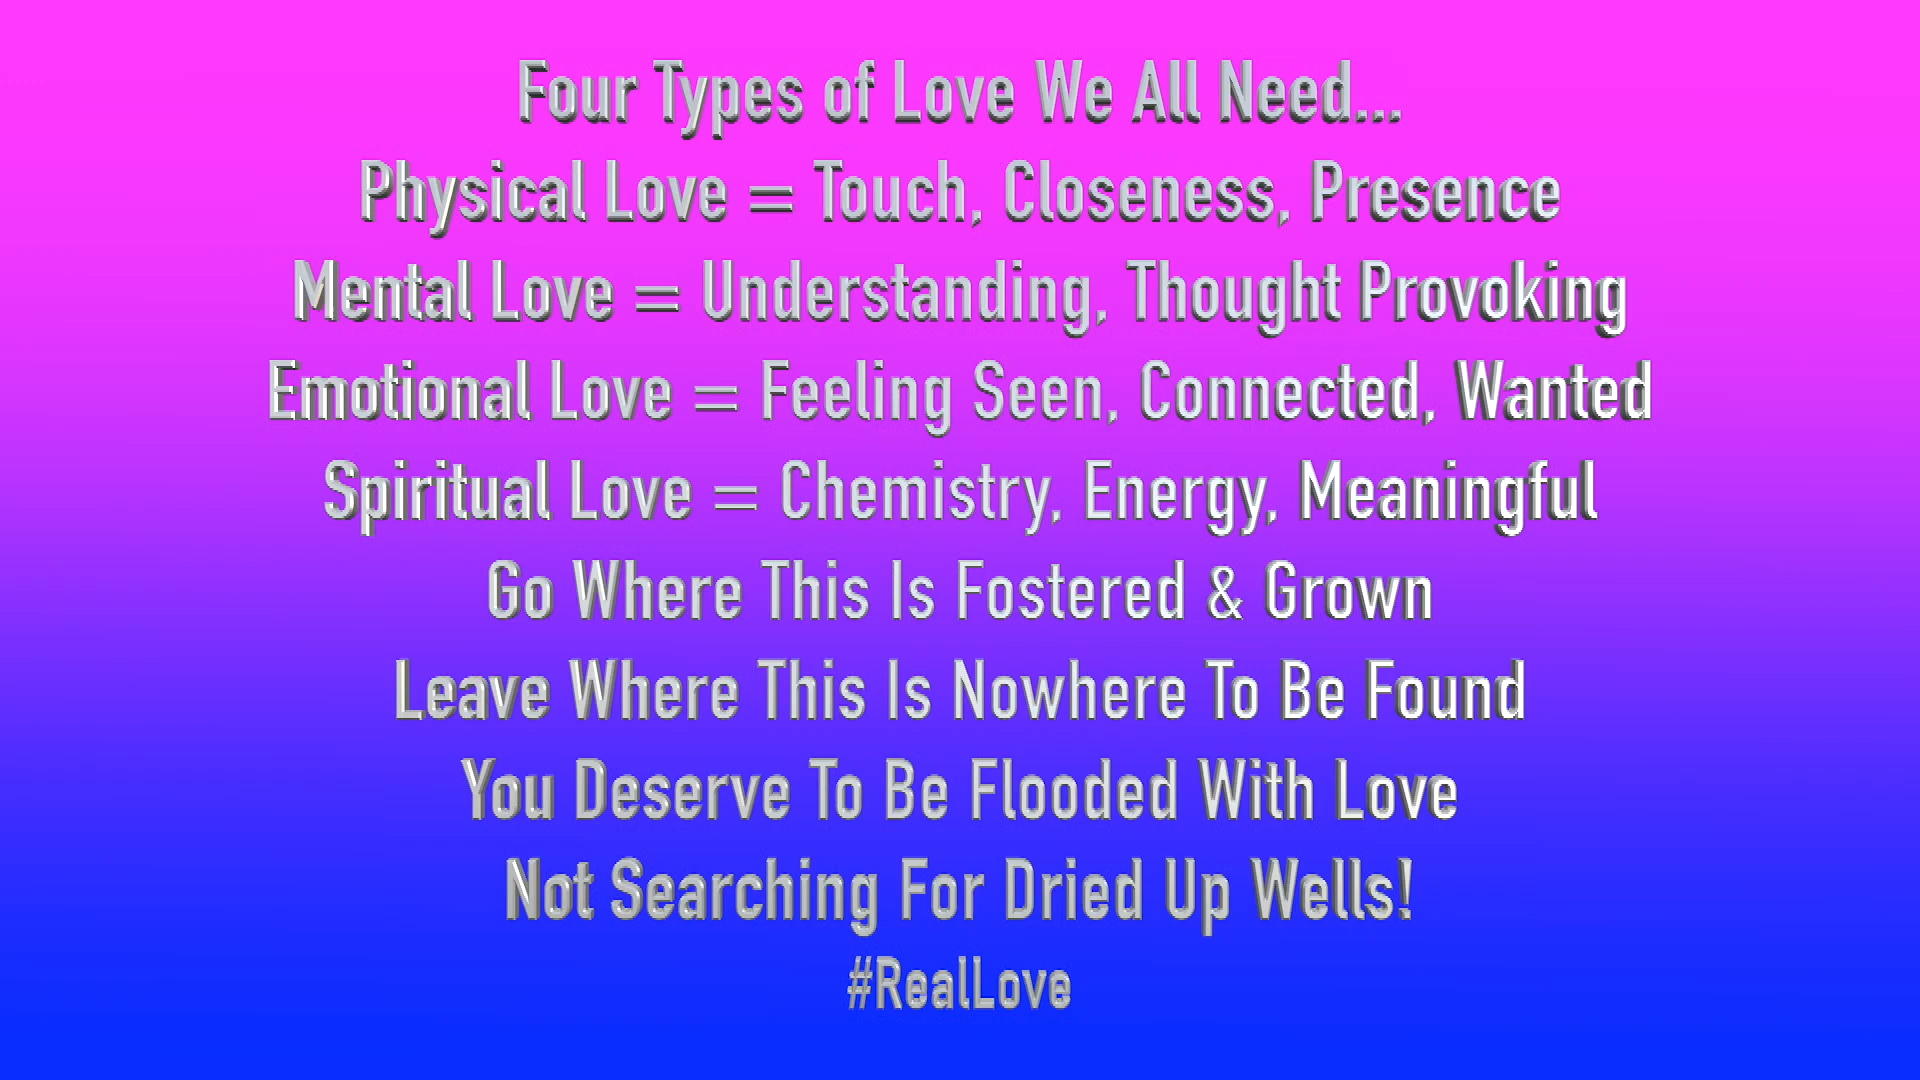 Four Types of Love We All Need...
Physical Love = Touch, Closeness, Presence
Mental Love = Understanding, Thought Provoking
Emotional Love = Feeling Seen, Connected, Wanted
Spiritual Love = Chemistry, Energy, Meaningful
Go Where This Is Fostered & Grown
Leave Where This Is Nowhere To Be Found
You Deserve To Be Flooded With Love
Not Searching For Dried Up Wells!
#RealLove